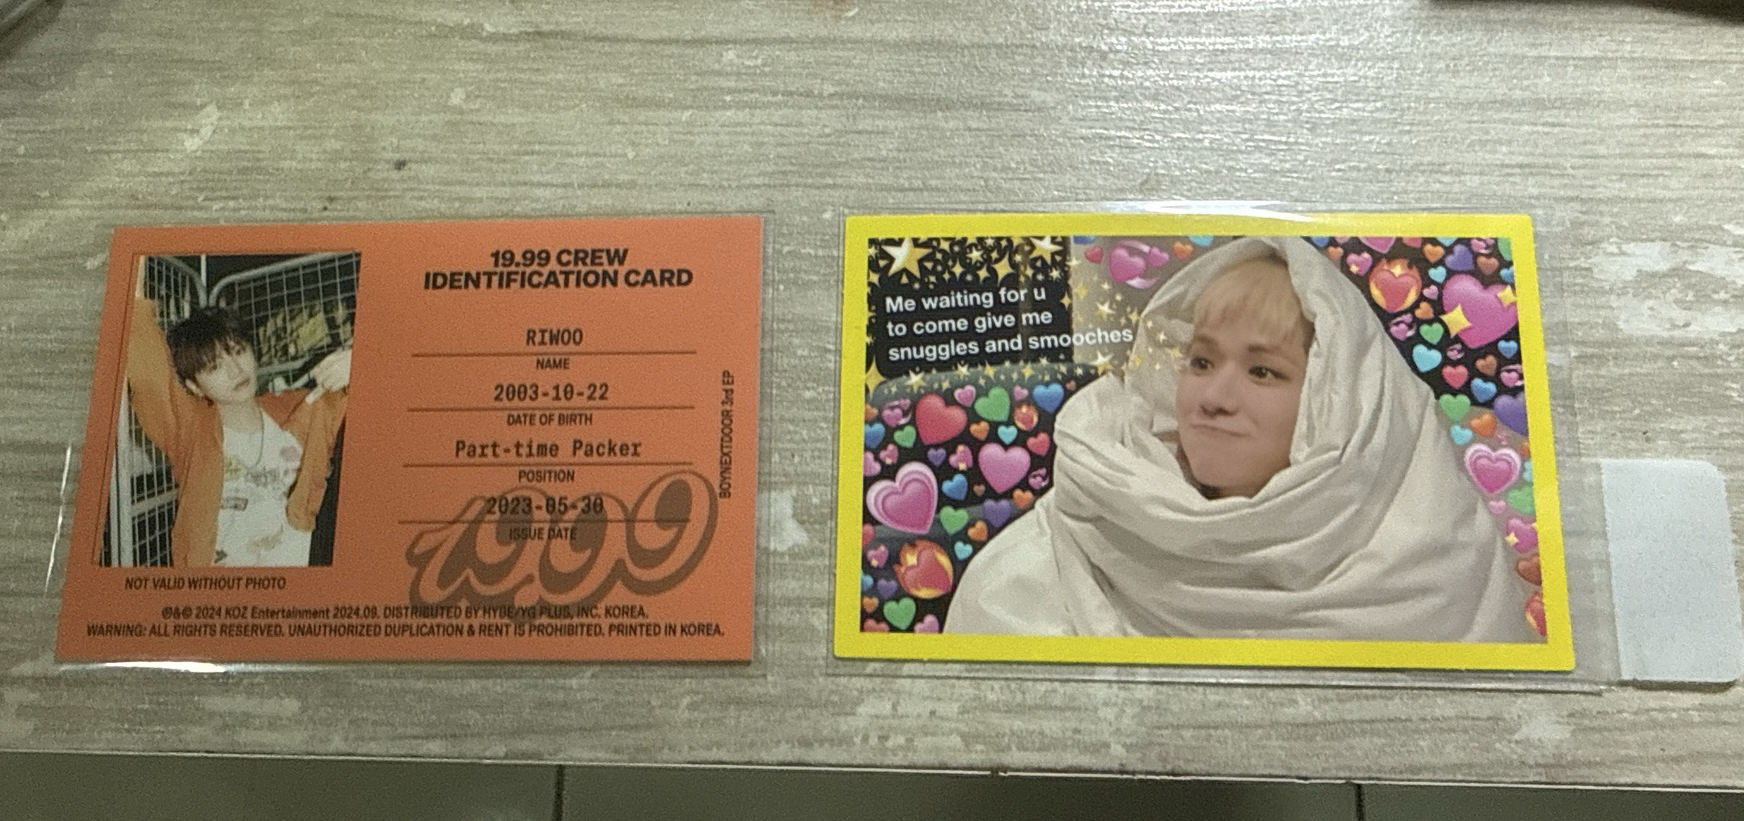 19.99 CREW
IDENTIFICATION CARD
RIWOO
NAME
2003-10-22
DATE OF BIRTH
Part-time Packer
POSITION
2023-05-30
ISSUE DATE
1999
BOYNEXTDOOR 3rd EP
NOT VALID WITHOUT PHOTO
℗&© 2024 KOZ Entertainment 2024.09. DISTRIBUTED BY HYBE/YG PLUS, INC. KOREA.
WARNING: ALL RIGHTS RESERVED. UNAUTHORIZED DUPLICATION & RENT IS PROHIBITED. PRINTED IN KOREA.
Me waiting for u
to come give me
snuggles and smooches